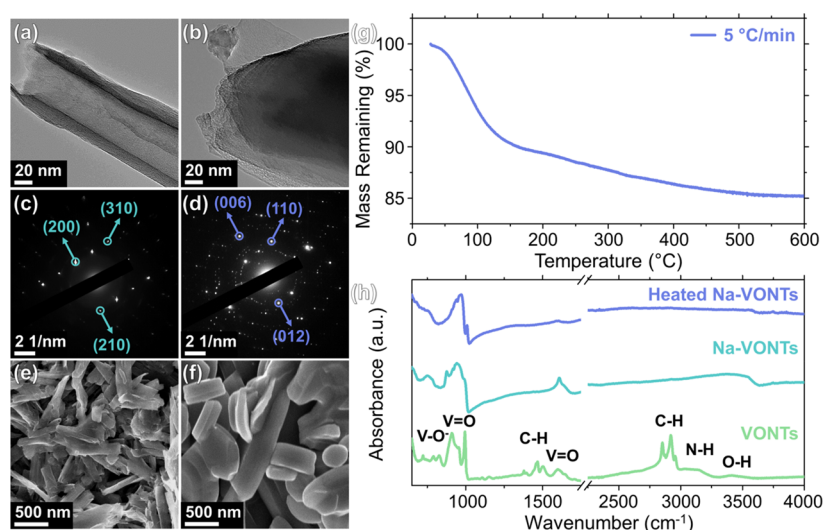 (a)
20 nm
(b)
20 nm
(c)
(200)
(310)
(210)
2 1/nm
(d)
(006)
(110)
(012)
2 1/nm
(e)
500 nm
(f)
500 nm
(g)
5 °C/min
Mass Remaining (%)
100
95
90
85
0
100
200
300
400
500
600
Temperature (°C)
(h)
Absorbance (a.u.)
Heated Na-VONTs
Na-VONTs
VONTs
V-O-
V=O
C-H
V=O
C-H
N-H
O-H
1000
1500
2500
3000
3500
4000
Wavenumber (cm-1)